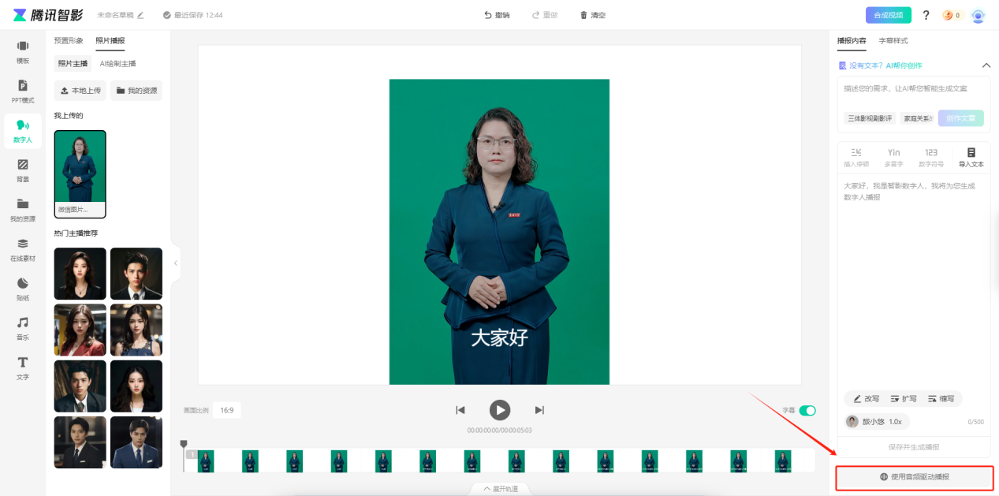 腾讯智影
未命名草稿
最近保存 12:44
撤销
重做
清空
合成视频
?
0
模板
PPT模式
数字人
背景
我的资源
在线素材
贴纸
音乐
文字
预置形象
照片播报
照片主播
AI绘制主播
本地上传
我的资源
我上传的
微信图片...
热门主播推荐
大家好
画面比例
16:9
00:00:00:00/00:00:05:03
字幕
1
展开轨道
播报内容
字幕样式
没有文本? AI帮你创作
描述您的需求，让AI帮您智能生成文案
三体影视剧影评
家庭关系的
创作文章
插入停顿
Yin
多音字
123
数字符号
导入文本
大家好，我是智影数字人，我将为您生成
数字人播报
改写
扩写
缩写
旅小悠 1.0x
0/500
保存并生成播报
使用音频驱动播报